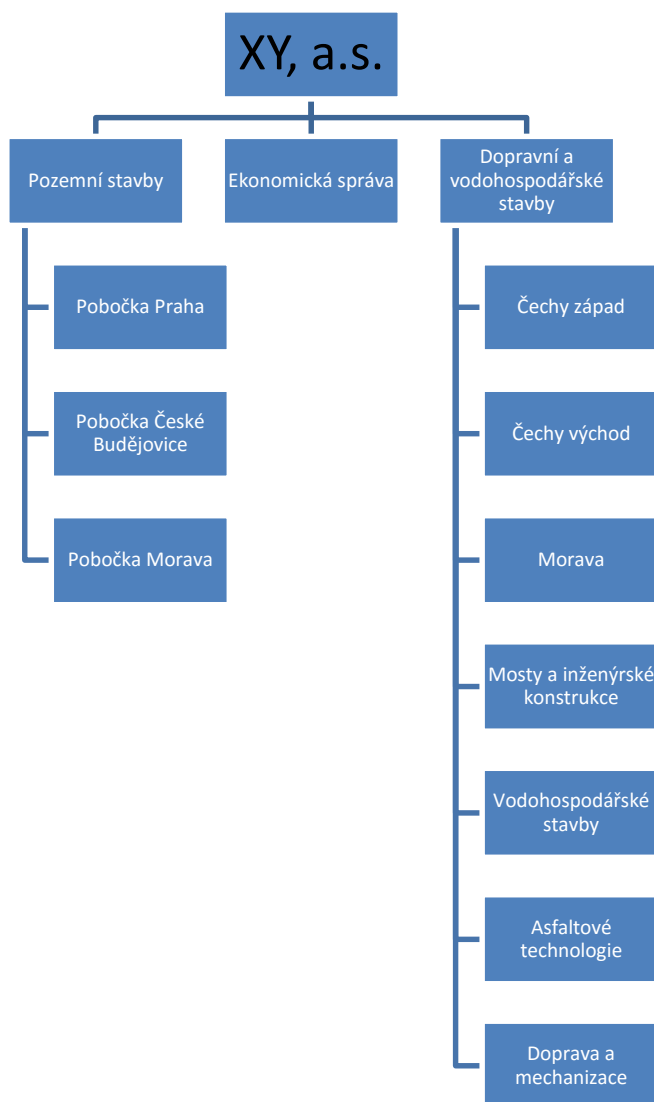 XY, a.s.
Pozemní stavby
Ekonomická správa
Dopravní a
vodohospodářské
stavby
Pobočka Praha
Pobočka České
Budějovice
Pobočka Morava
Čechy západ
Čechy východ
Morava
Mosty a inženýrské
konstrukce
Vodohospodářské
stavby
Asfaltové
technologie
Doprava a
mechanizace